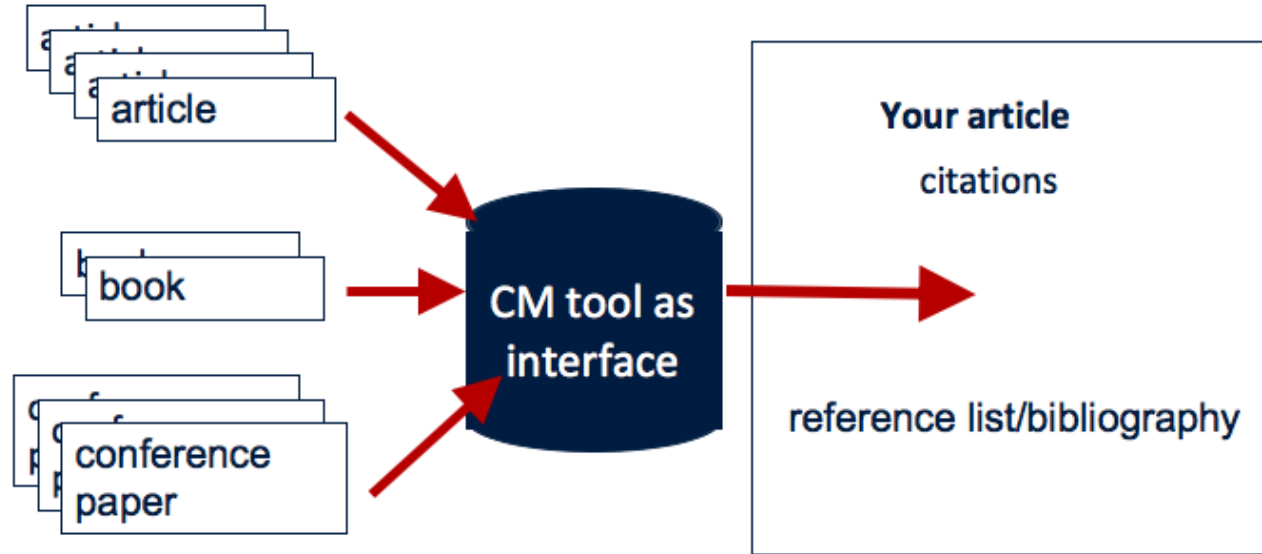 article
book
conference
paper
CM tool as
interface
Your article
citations
reference list/bibliography